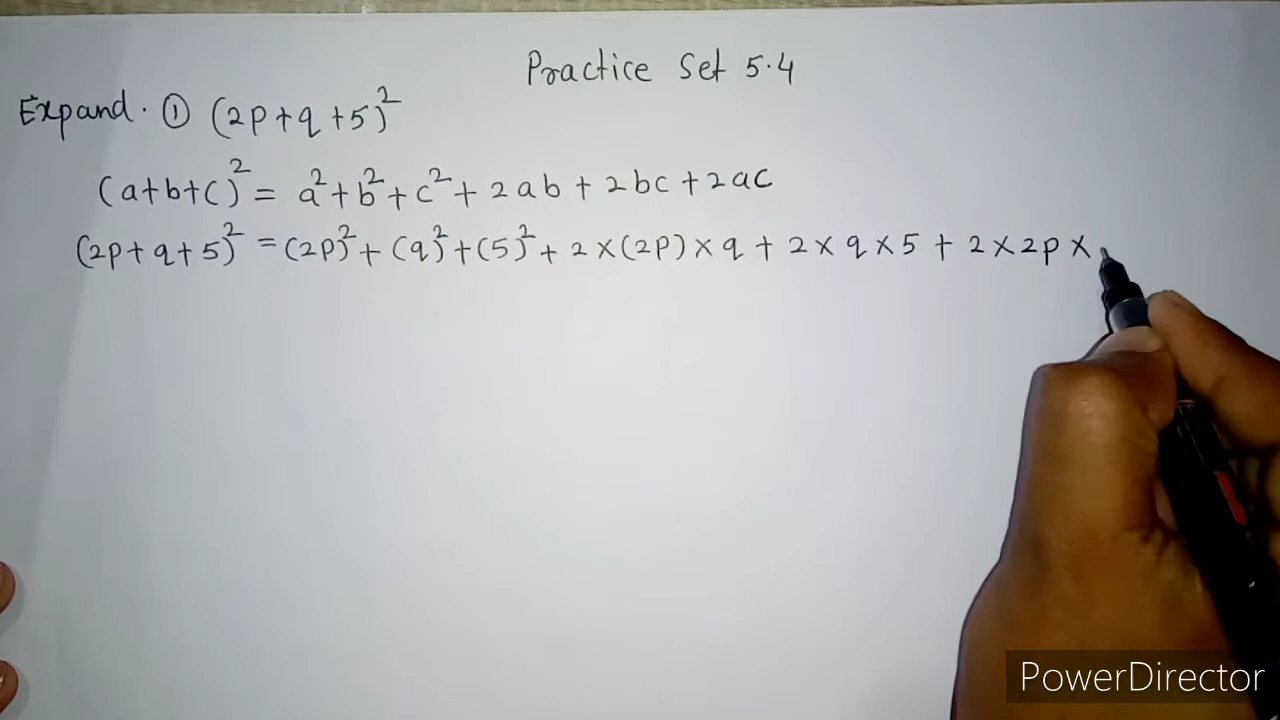 Practice Set 5.4
Expand. ① (2p+q+5)²
(a+b+c)² = a²+b²+c²+2ab+2bc+2ac
(2p+q+5)² = (2p)²+(q)²+(5)²+2×(2p)×q+2×q×5+2×2p×
PowerDirector